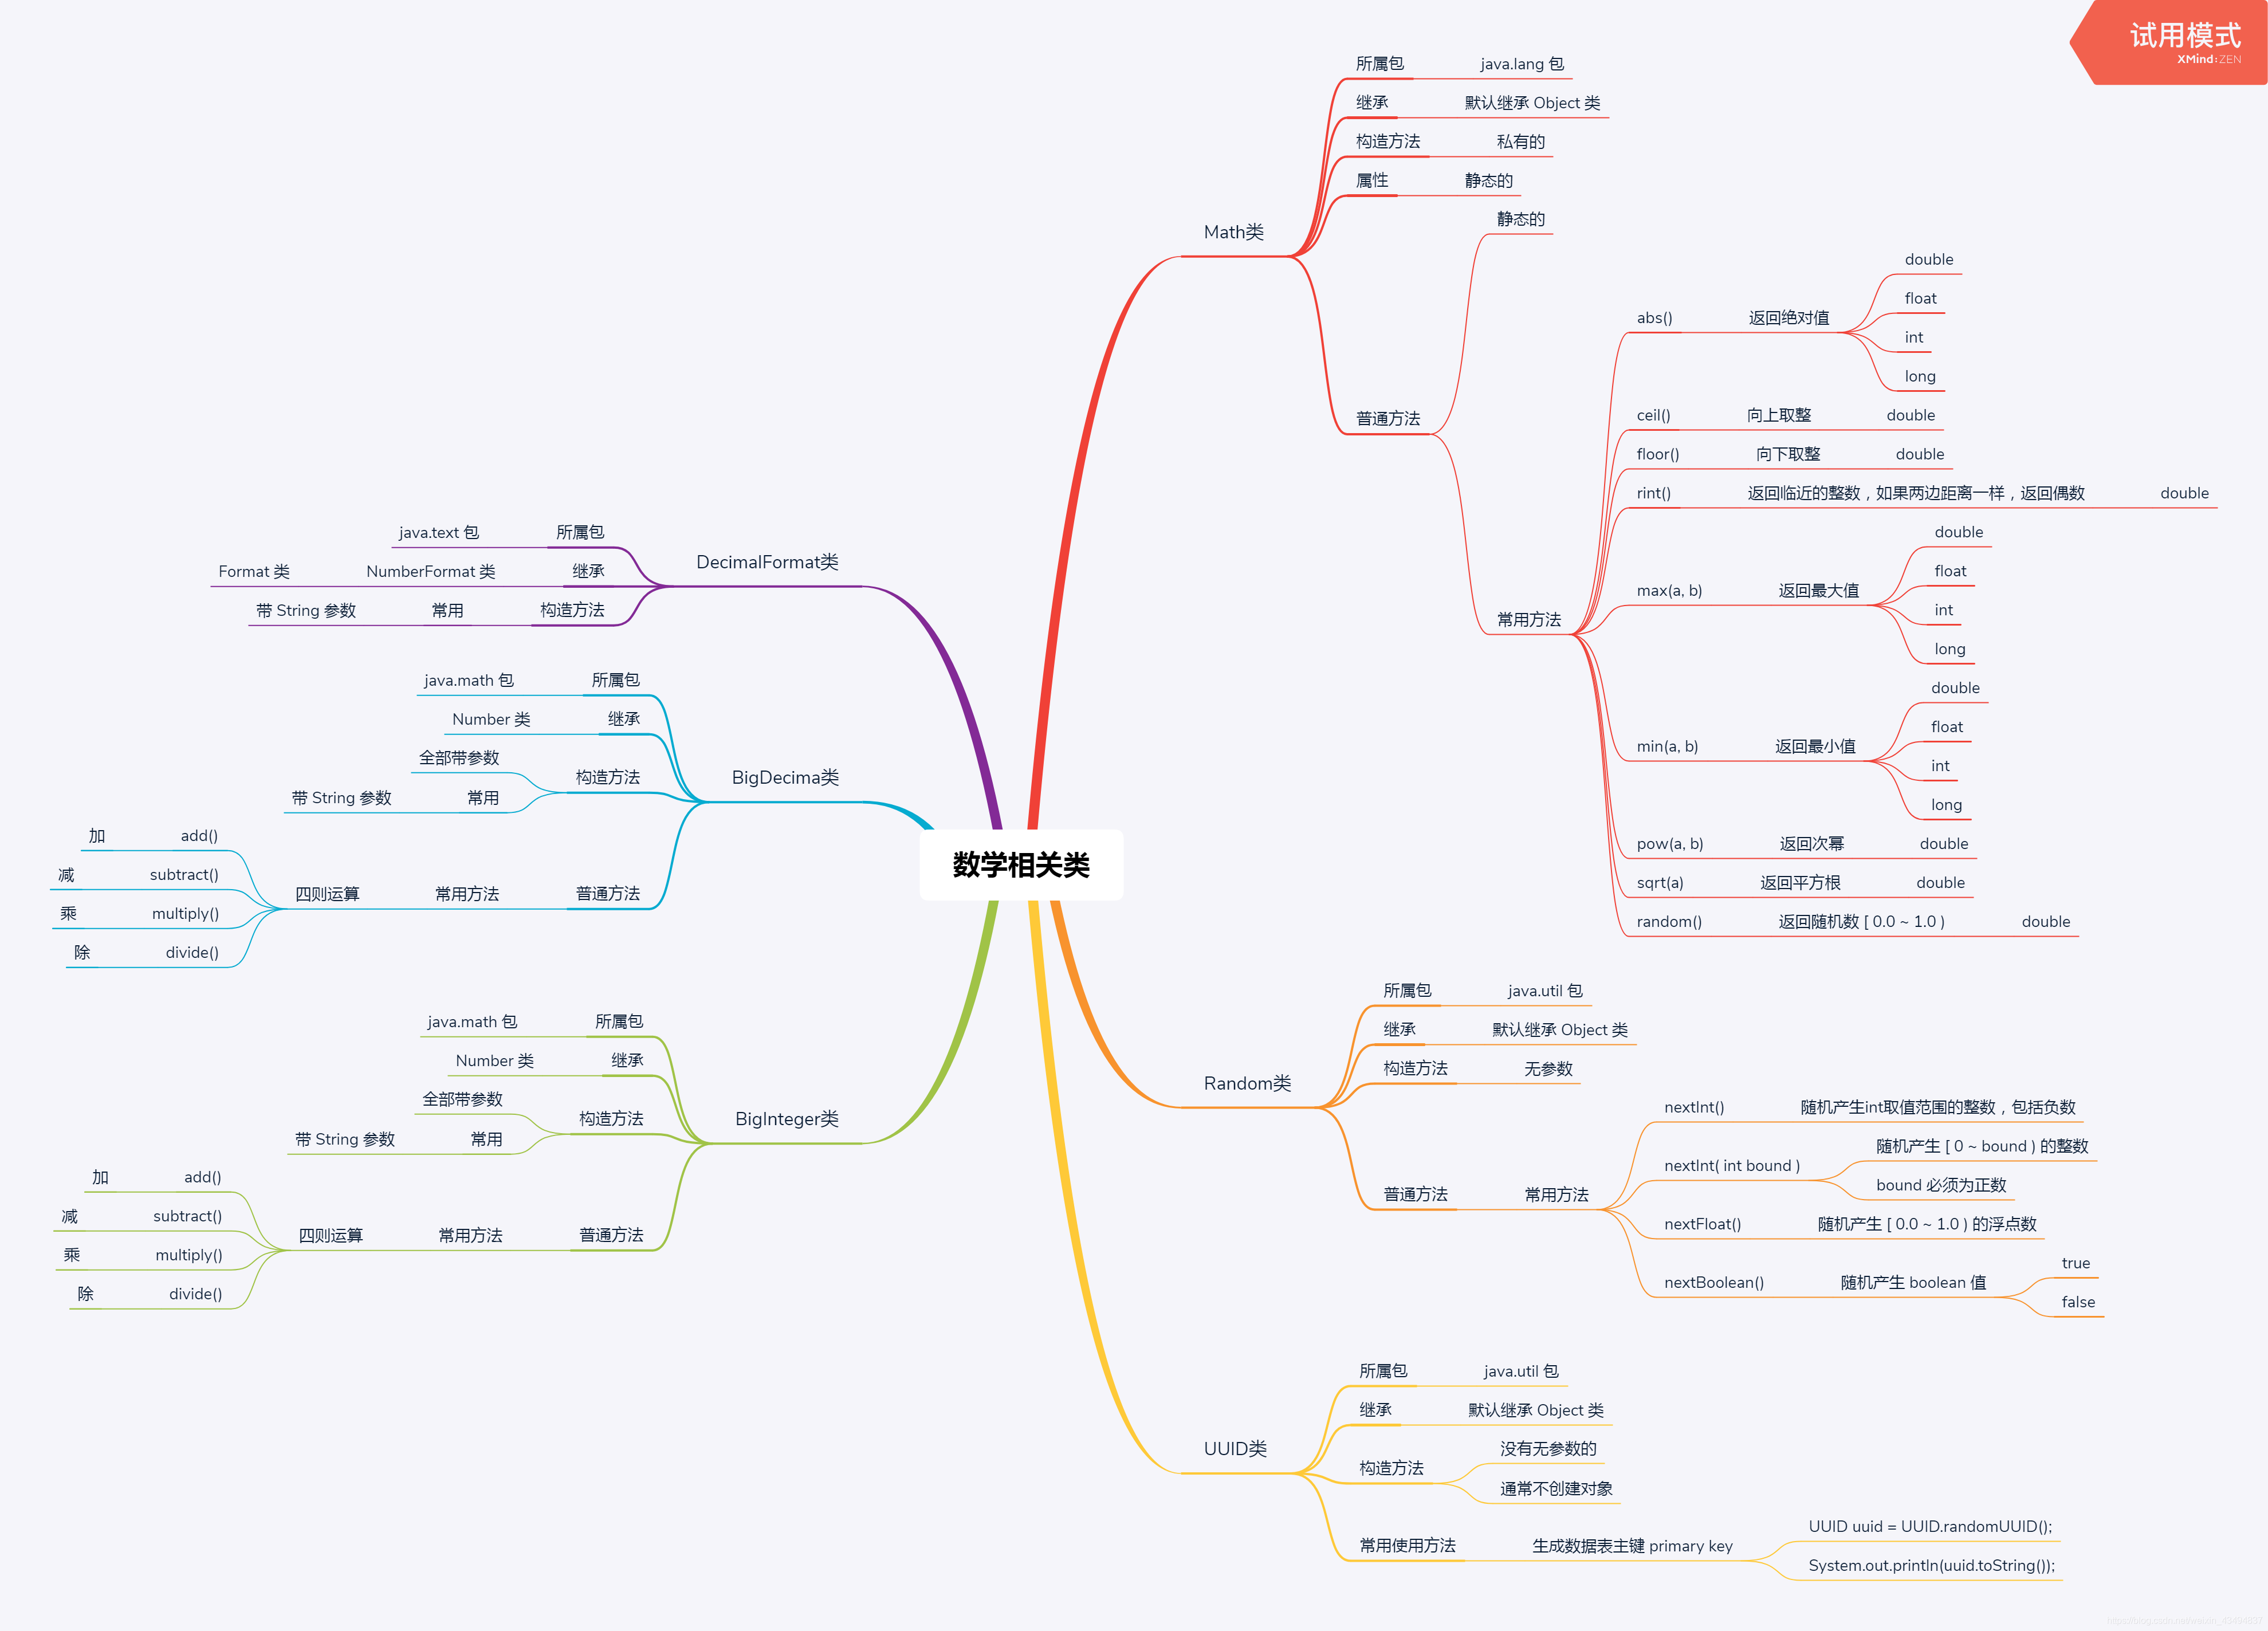 试用模式
XMind:ZEN
数学相关类
Math类
所属包 java.lang 包
继承 默认继承 Object 类
构造方法 私有的
属性 静态的
普通方法
静态的
常用方法
abs() 返回绝对值
double
float
int
long
ceil() 向上取整 double
floor() 向下取整 double
rint() 返回临近的整数，如果两边距离一样，返回偶数 double
max(a, b) 返回最大值
double
float
int
long
min(a, b) 返回最小值
double
float
int
long
pow(a, b) 返回次幂 double
sqrt(a) 返回平方根 double
random() 返回随机数 [ 0.0 ~ 1.0 ) double
Random类
所属包 java.util 包
继承 默认继承 Object 类
构造方法 无参数
普通方法 常用方法
nextInt() 随机产生int取值范围的整数，包括负数
nextInt( int bound )
随机产生 [ 0 ~ bound ) 的整数
bound 必须为正数
nextFloat() 随机产生 [ 0.0 ~ 1.0 ) 的浮点数
nextBoolean() 随机产生 boolean 值
true
false
UUID类
所属包 java.util 包
继承 默认继承 Object 类
构造方法
没有无参数的
通常不创建对象
常用使用方法 生成数据表主键 primary key
UUID uuid = UUID.randomUUID();
System.out.println(uuid.toString());
DecimalFormat类
java.text 包 所属包
Format 类 NumberFormat 类 继承
带 String 参数 常用 构造方法
BigDecima类
java.math 包 所属包
Number 类 继承
构造方法
全部带参数
带 String 参数 常用
四则运算 常用方法 普通方法
加 add()
减 subtract()
乘 multiply()
除 divide()
BigInteger类
java.math 包 所属包
Number 类 继承
构造方法
全部带参数
带 String 参数 常用
四则运算 常用方法 普通方法
加 add()
减 subtract()
乘 multiply()
除 divide()